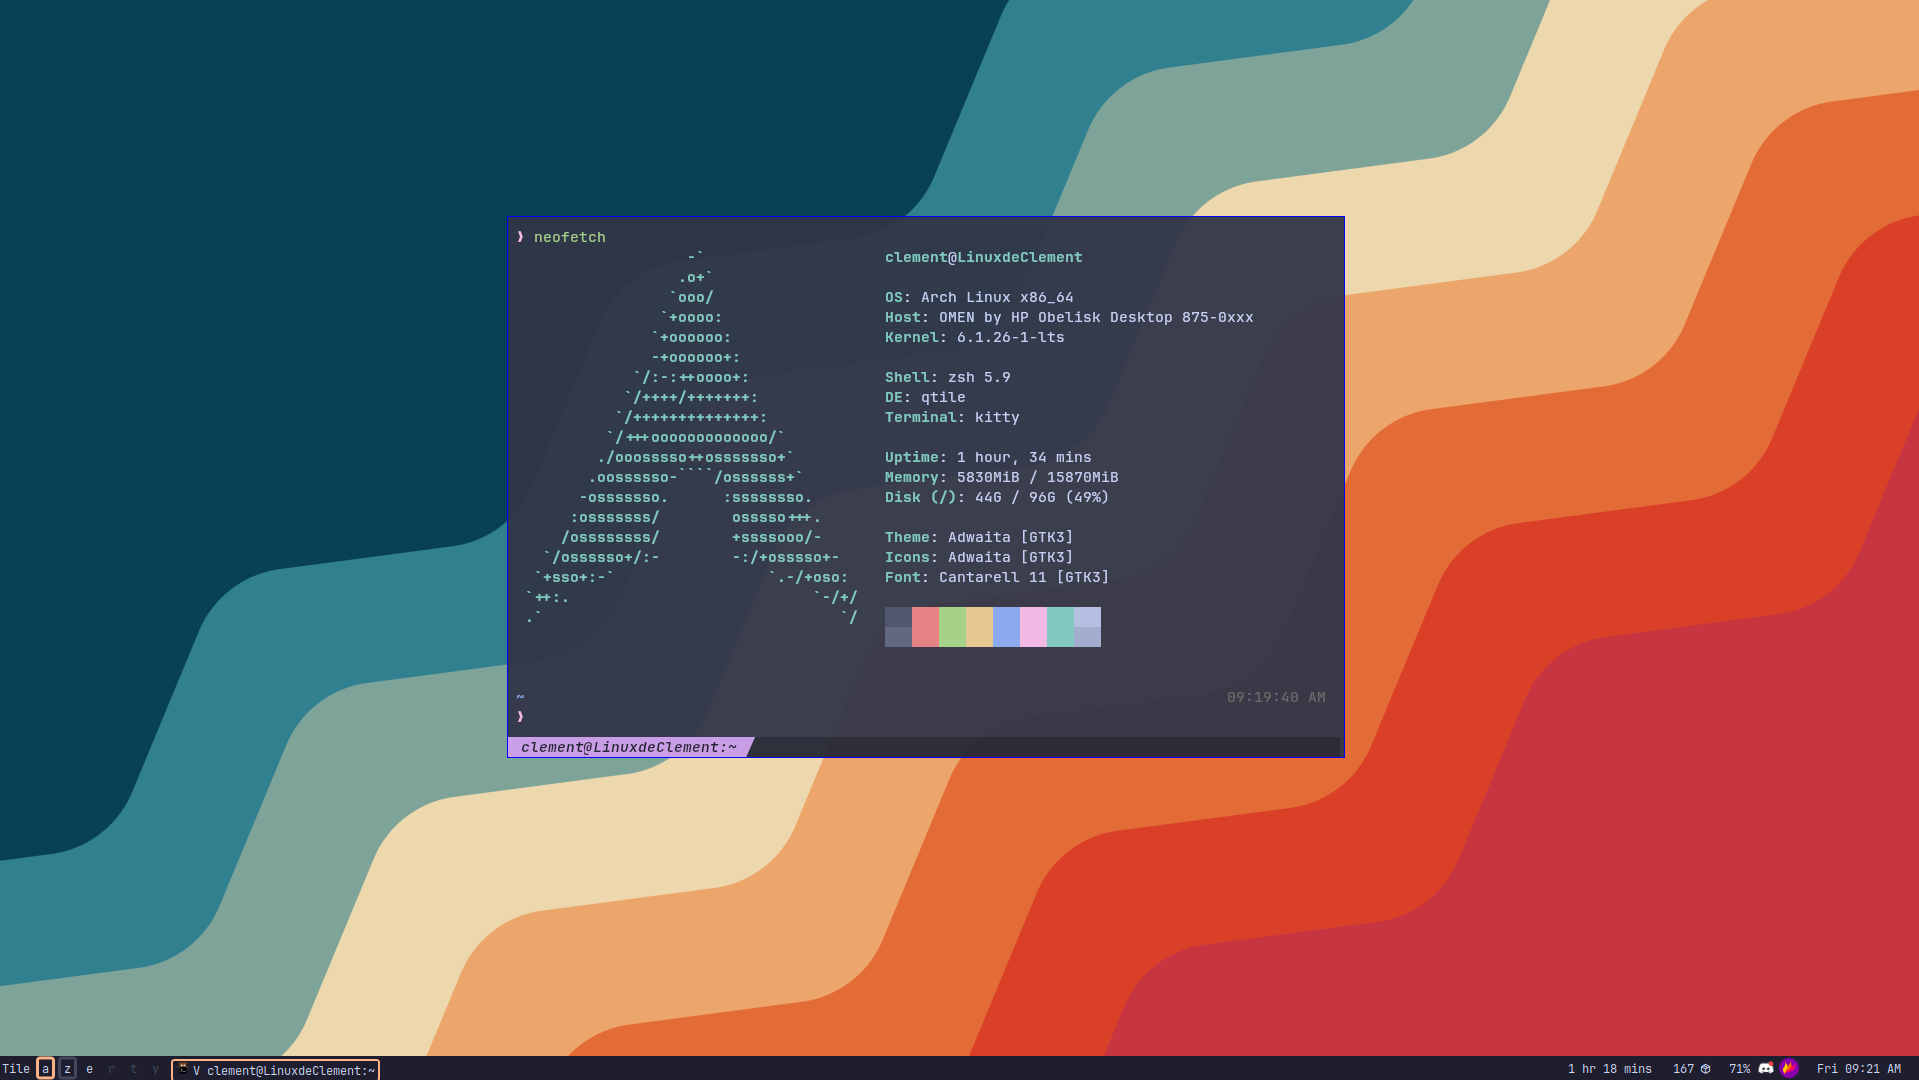 ❱ neofetch
                   -`                    clement@LinuxdeClement
                  .o+`
                 `ooo/                   OS: Arch Linux x86_64
                `+oooo:                  Host: OMEN by HP Obelisk Desktop 875-0xxx
               `+oooooo:                 Kernel: 6.1.26-1-lts
               -+oooooo+:
             `/:-:++oooo+:               Shell: zsh 5.9
            `/++++/+++++++:              DE: qtile
           `/++++++++++++++:             Terminal: kitty
          `/+++ooooooooooooo/`
         ./ooosssso++osssssso+`          Uptime: 1 hour, 34 mins
        .oossssso-````/ossssss+`         Memory: 5830MiB / 15870MiB
       -osssssso.      :ssssssso.        Disk (/): 44G / 96G (49%)
      :osssssss/        osssso+++.
     /ossssssss/        +ssssooo/-       Theme: Adwaita [GTK3]
   `/ossssso+/:-        -:/+osssso+-     Icons: Adwaita [GTK3]
  `+sso+:-`                 `.-/+oso:    Font: Cantarell 11 [GTK3]
 `++:.                           `-/+/
 .`                                 `/
~ 09:19:40 AM
❱
clement@LinuxdeClement:~
Tile a z e r t y V clement@LinuxdeClement:~ 1 hr 18 mins 167 71% Fri 09:21 AM